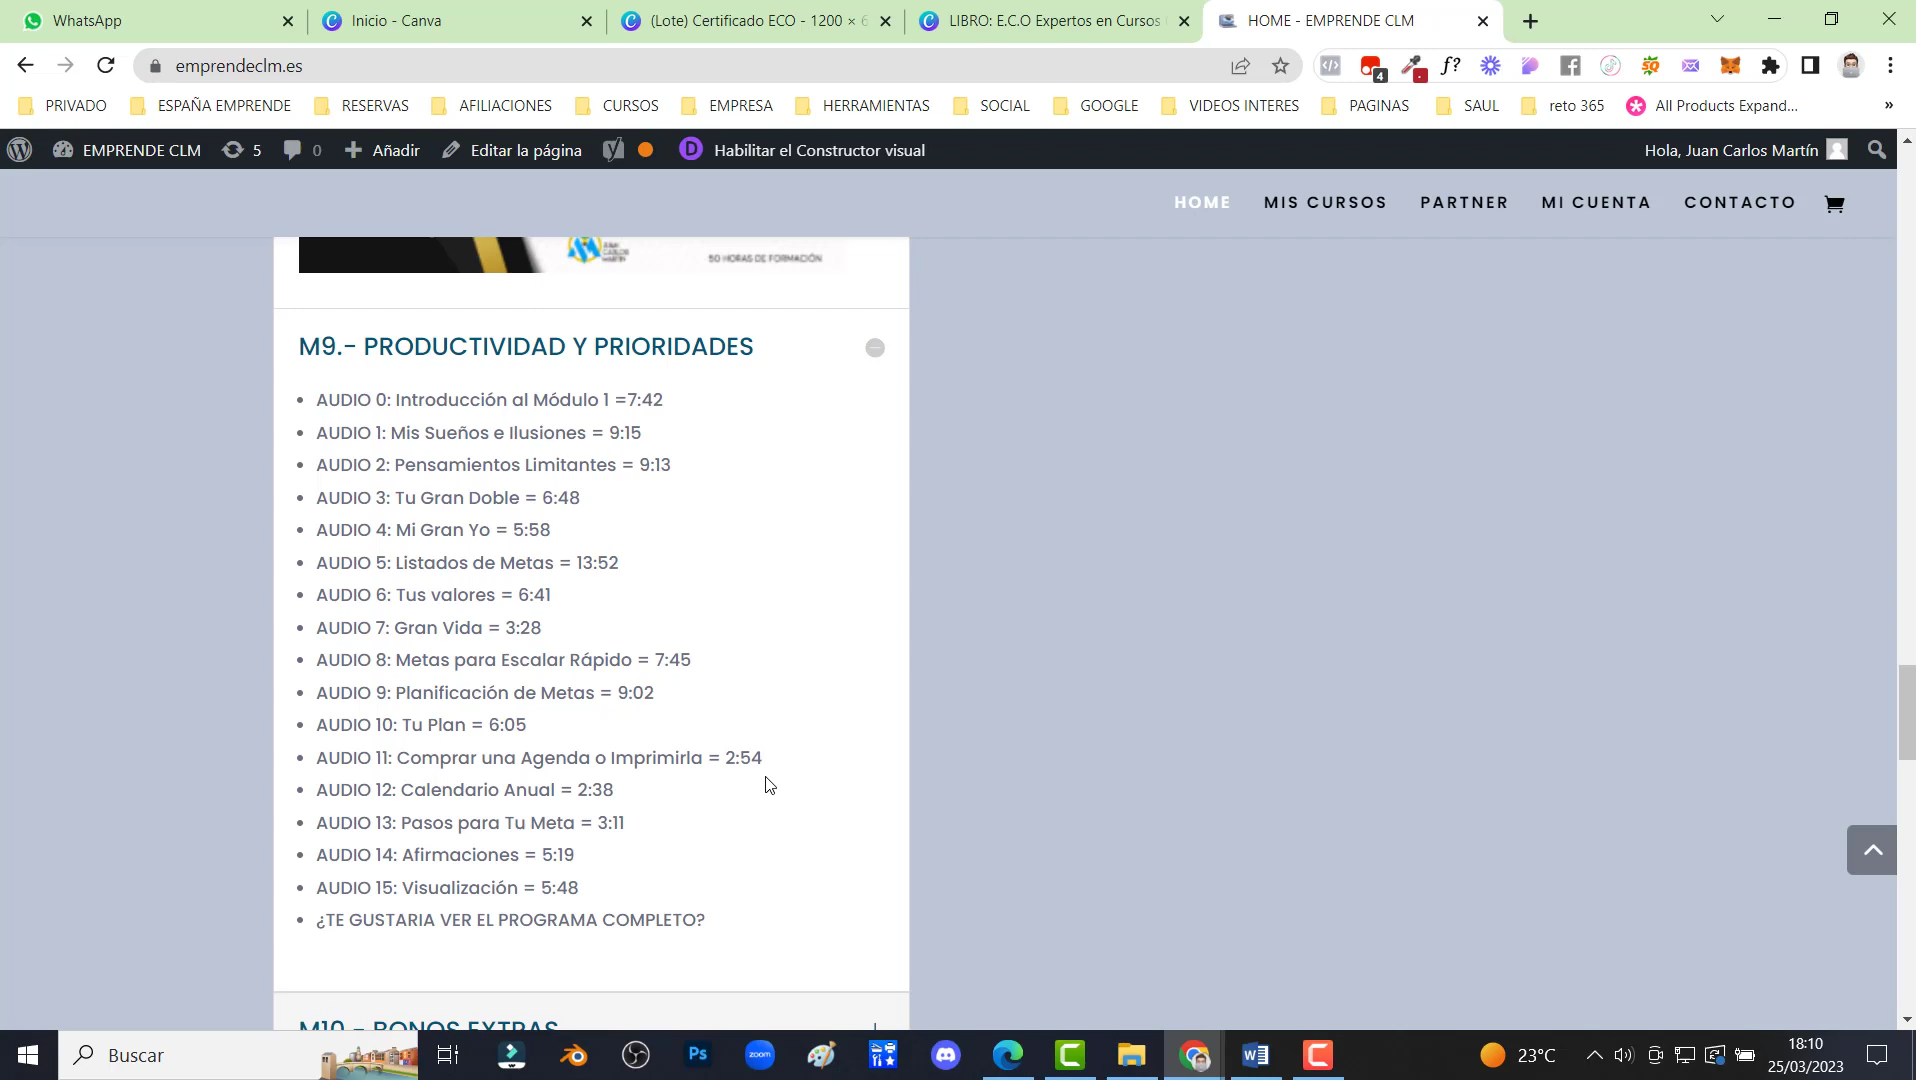 WhatsApp
Inicio - Canva
(Lote) Certificado ECO - 1200 × 6
LIBRO: E.C.O Expertos en Cursos
HOME - EMPRENDE CLM
emprendeclm.es
4
f?
PRIVADO
ESPAÑA EMPRENDE
RESERVAS
AFILIACIONES
CURSOS
EMPRESA
HERRAMIENTAS
SOCIAL
GOOGLE
VIDEOS INTERES
PAGINAS
SAUL
reto 365
All Products Expand...
»
EMPRENDE CLM
5
0
Añadir
Editar la página
D
Habilitar el Constructor visual
Hola, Juan Carlos Martín
HOME
MIS CURSOS
PARTNER
MI CUENTA
CONTACTO
JUAN
CARLOS
MARTÍN
50 HORAS DE FORMACIÓN
M9.- PRODUCTIVIDAD Y PRIORIDADES
• AUDIO 0: Introducción al Módulo 1 =7:42
• AUDIO 1: Mis Sueños e Ilusiones = 9:15
• AUDIO 2: Pensamientos Limitantes = 9:13
• AUDIO 3: Tu Gran Doble = 6:48
• AUDIO 4: Mi Gran Yo = 5:58
• AUDIO 5: Listados de Metas = 13:52
• AUDIO 6: Tus valores = 6:41
• AUDIO 7: Gran Vida = 3:28
• AUDIO 8: Metas para Escalar Rápido = 7:45
• AUDIO 9: Planificación de Metas = 9:02
• AUDIO 10: Tu Plan = 6:05
• AUDIO 11: Comprar una Agenda o Imprimirla = 2:54
• AUDIO 12: Calendario Anual = 2:38
• AUDIO 13: Pasos para Tu Meta = 3:11
• AUDIO 14: Afirmaciones = 5:19
• AUDIO 15: Visualización = 5:48
• ¿TE GUSTARIA VER EL PROGRAMA COMPLETO?
M10.- BONOS EXTRAS
Buscar
Ps
zoom
23°C
18:10
25/03/2023